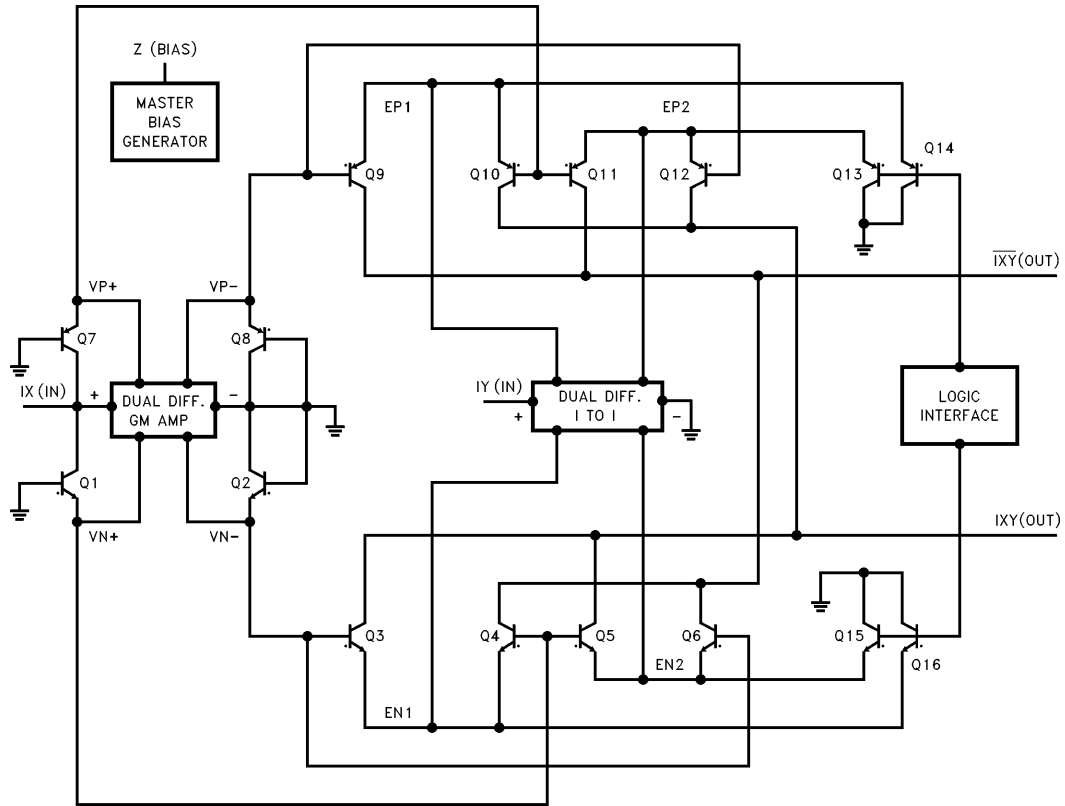 Z (BIAS)
MASTER
BIAS
GENERATOR
EP1
EP2
Q14
Q9
Q10
Q11
Q12
Q13
IXY(OUT)
VP+
VP-
Q7
Q8
IX (IN)
+
DUAL DIFF.
GM AMP
-
IY (IN)
+
DUAL DIFF.
I TO I
-
LOGIC
INTERFACE
Q1
Q2
VN+
VN-
IXY(OUT)
Q3
Q4
Q5
Q6
Q15
EN2
Q16
EN1